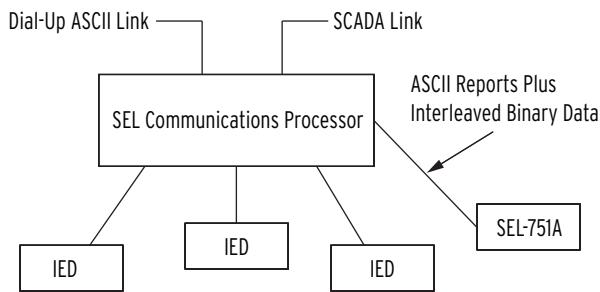 Dial-Up ASCII Link
SCADA Link
ASCII Reports Plus
Interleaved Binary Data
SEL Communications Processor
SEL-751A
IED
IED
IED